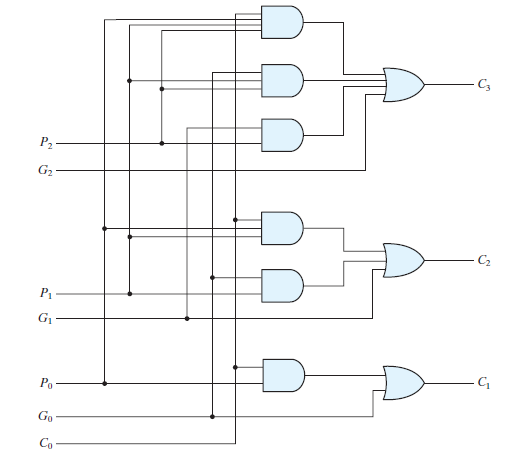 C₃
P₂
G₂
C₂
P₁
G₁
P₀
C₁
G₀
C₀